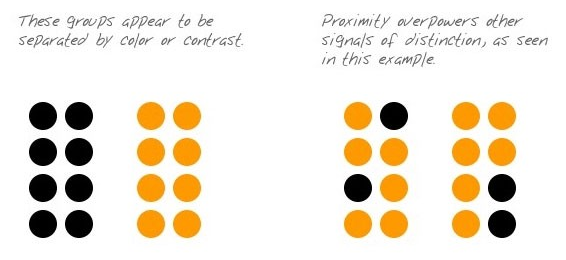 These groups appear to be
separated by color or contrast.
Proximity overpowers other
signals of distinction, as seen
in this example.